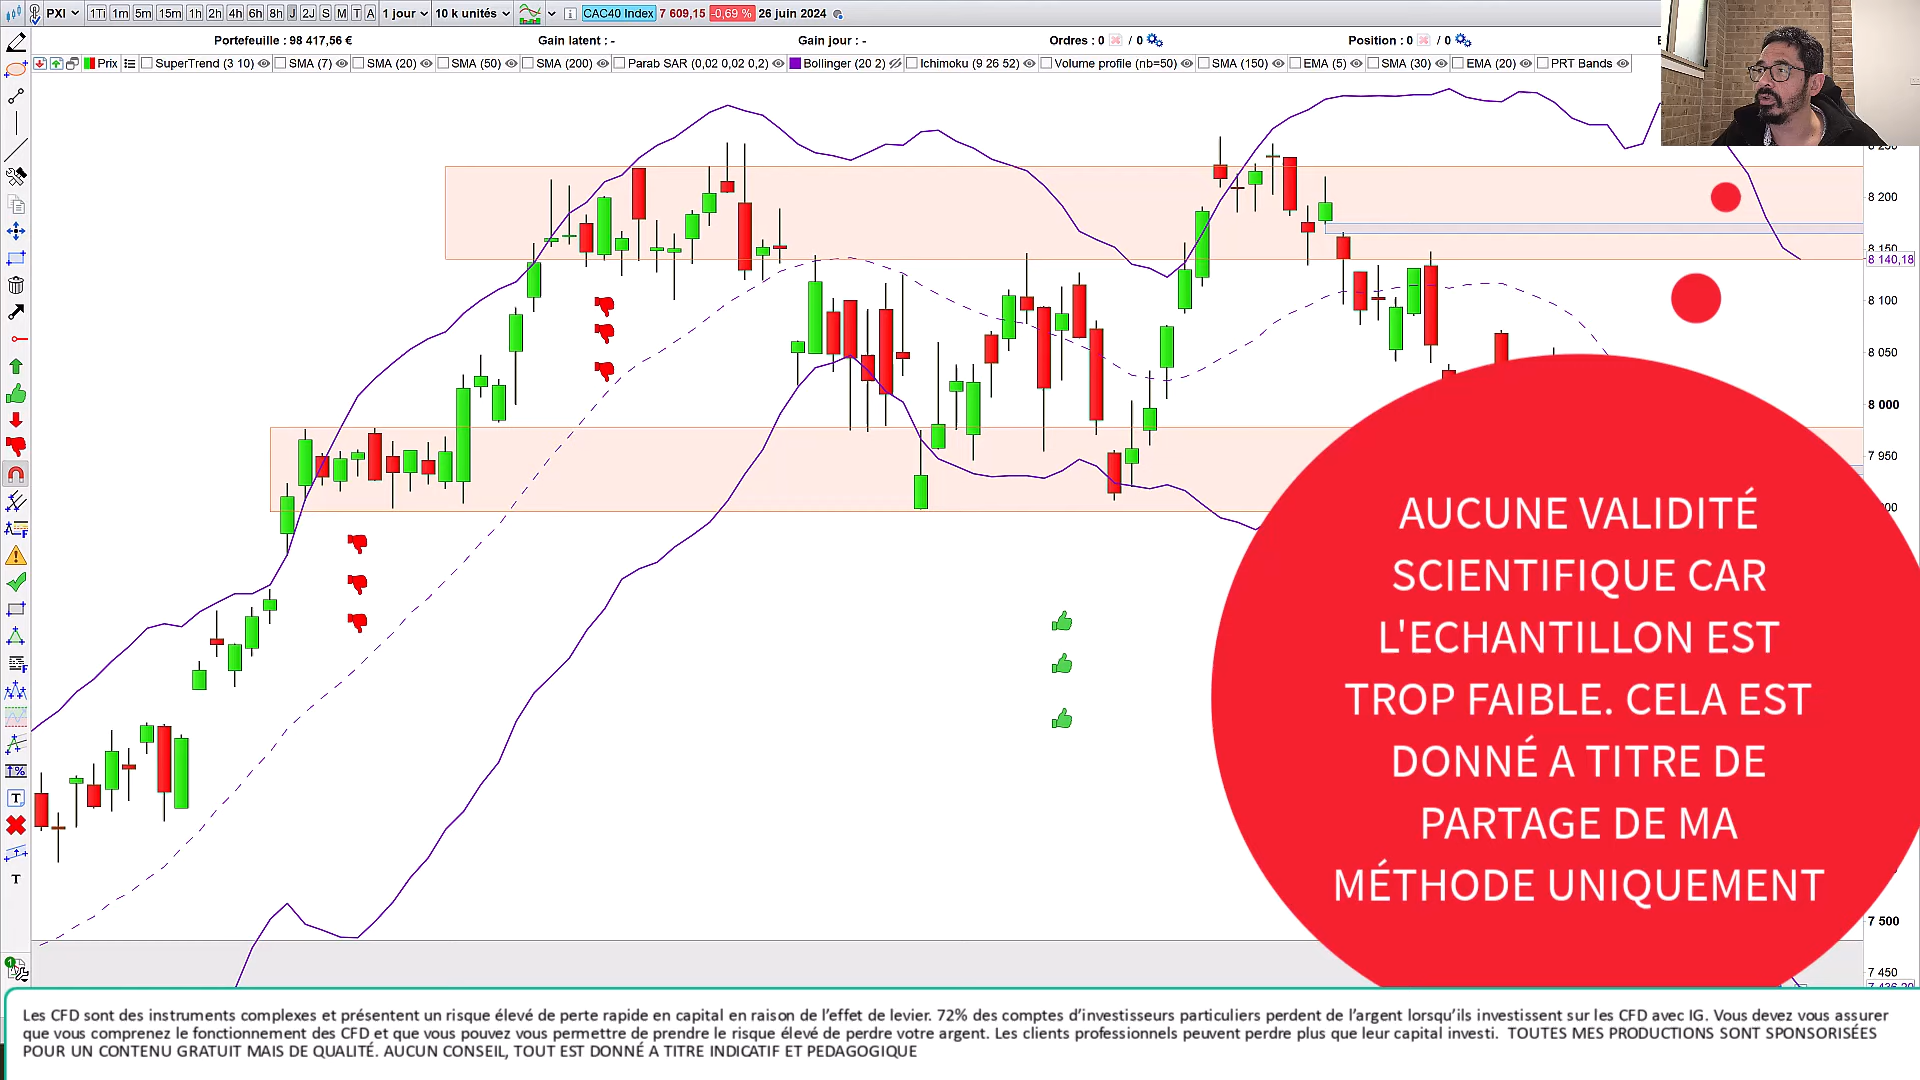 PXI 1Ti 1m 5m 15m 1h 2h 4h 6h 8h J 2J S M T A 1 jour 10 k unités i CAC40 Index 7 609,15 -0,69 % 26 juin 2024
Portefeuille : 98 417,56 € Gain latent : - Gain jour : - Ordres : 0 / 0 Position : 0 / 0
Prix SuperTrend (3 10) SMA (7) SMA (20) SMA (50) SMA (200) Parab SAR (0,02 0,02 0,2) Bollinger (20 2) Ichimoku (9 26 52) Volume profile (nb=50) SMA (150) EMA (5) SMA (30) EMA (20) PRT Bands
8 200
8 150
8 140,18
8 100
8 050
8 000
7 950
AUCUNE VALIDITÉ
SCIENTIFIQUE CAR
L'ECHANTILLON EST
TROP FAIBLE. CELA EST
DONNÉ A TITRE DE
PARTAGE DE MA
MÉTHODE UNIQUEMENT
7 500
7 450
Les CFD sont des instruments complexes et présentent un risque élevé de perte rapide en capital en raison de l'effet de levier. 72% des comptes d'investisseurs particuliers perdent de l'argent lorsqu'ils investissent sur les CFD avec IG. Vous devez vous assurer
que vous comprenez le fonctionnement des CFD et que vous pouvez vous permettre de prendre le risque élevé de perdre votre argent. Les clients professionnels peuvent perdre plus que leur capital investi. TOUTES MES PRODUCTIONS SONT SPONSORISÉES
POUR UN CONTENU GRATUIT MAIS DE QUALITÉ. AUCUN CONSEIL, TOUT EST DONNÉ A TITRE INDICATIF ET PEDAGOGIQUE